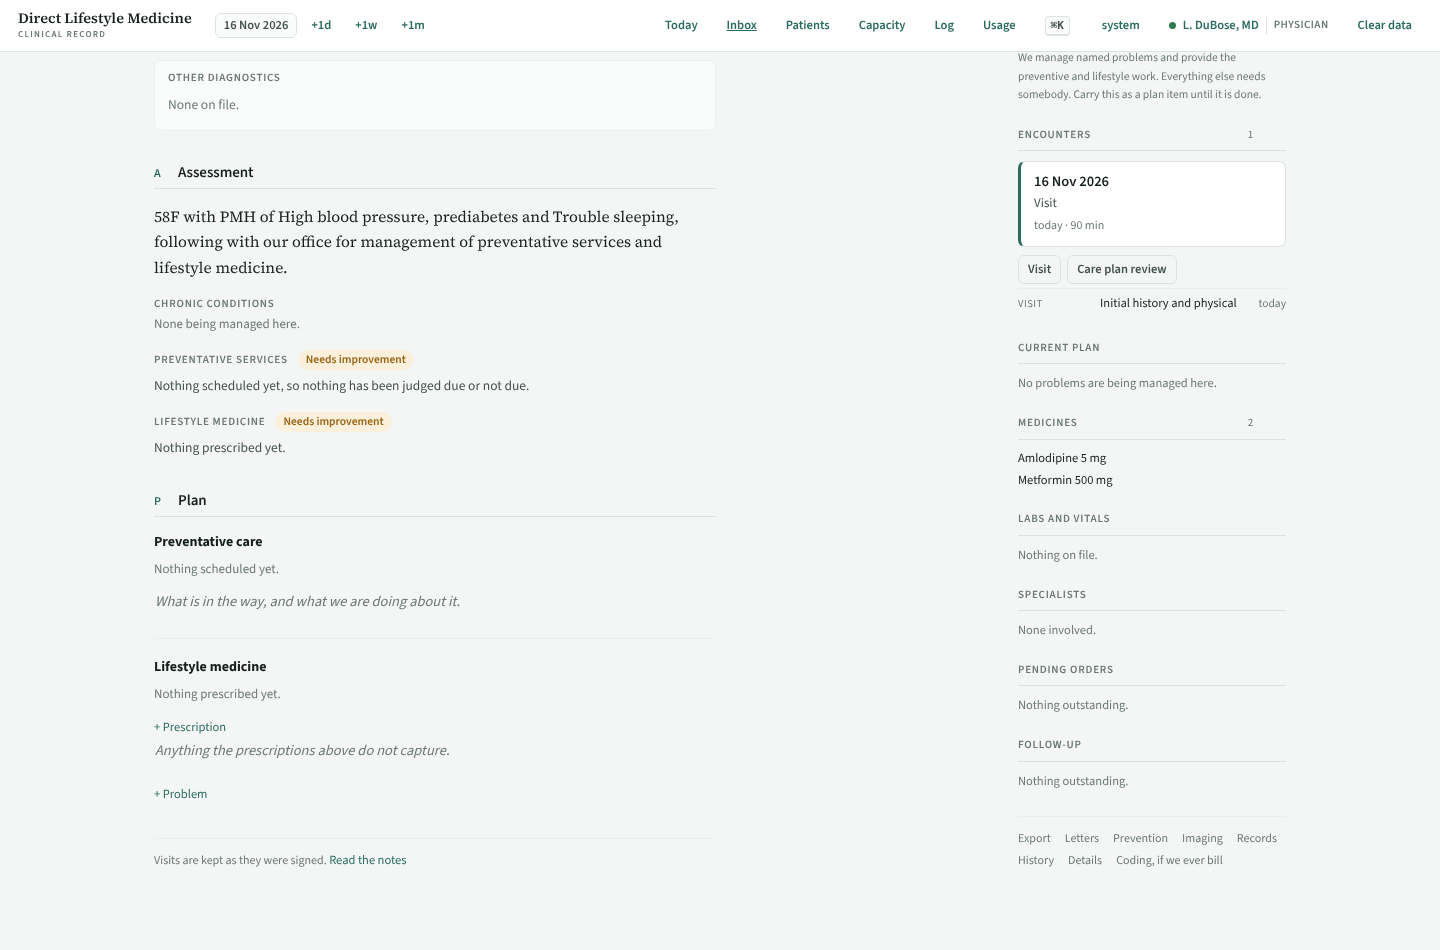 Direct Lifestyle Medicine
CLINICAL RECORD
16 Nov 2026 +1d +1w +1m
Today Inbox Patients Capacity Log Usage ⌘K system L. DuBose, MD PHYSICIAN Clear data
OTHER DIAGNOSTICS
None on file.
A Assessment
58F with PMH of High blood pressure, prediabetes and Trouble sleeping,
following with our office for management of preventative services and
lifestyle medicine.
CHRONIC CONDITIONS
None being managed here.
PREVENTATIVE SERVICES Needs improvement
Nothing scheduled yet, so nothing has been judged due or not due.
LIFESTYLE MEDICINE Needs improvement
Nothing prescribed yet.
P Plan
Preventative care
Nothing scheduled yet.
What is in the way, and what we are doing about it.
Lifestyle medicine
Nothing prescribed yet.
+ Prescription
Anything the prescriptions above do not capture.
+ Problem
Visits are kept as they were signed. Read the notes
We manage named problems and provide the
preventive and lifestyle work. Everything else needs
somebody. Carry this as a plan item until it is done.
ENCOUNTERS 1
16 Nov 2026
Visit
today · 90 min
Visit Care plan review
VISIT Initial history and physical today
CURRENT PLAN
No problems are being managed here.
MEDICINES 2
Amlodipine 5 mg
Metformin 500 mg
LABS AND VITALS
Nothing on file.
SPECIALISTS
None involved.
PENDING ORDERS
Nothing outstanding.
FOLLOW-UP
Nothing outstanding.
Export Letters Prevention Imaging Records
History Details Coding, if we ever bill